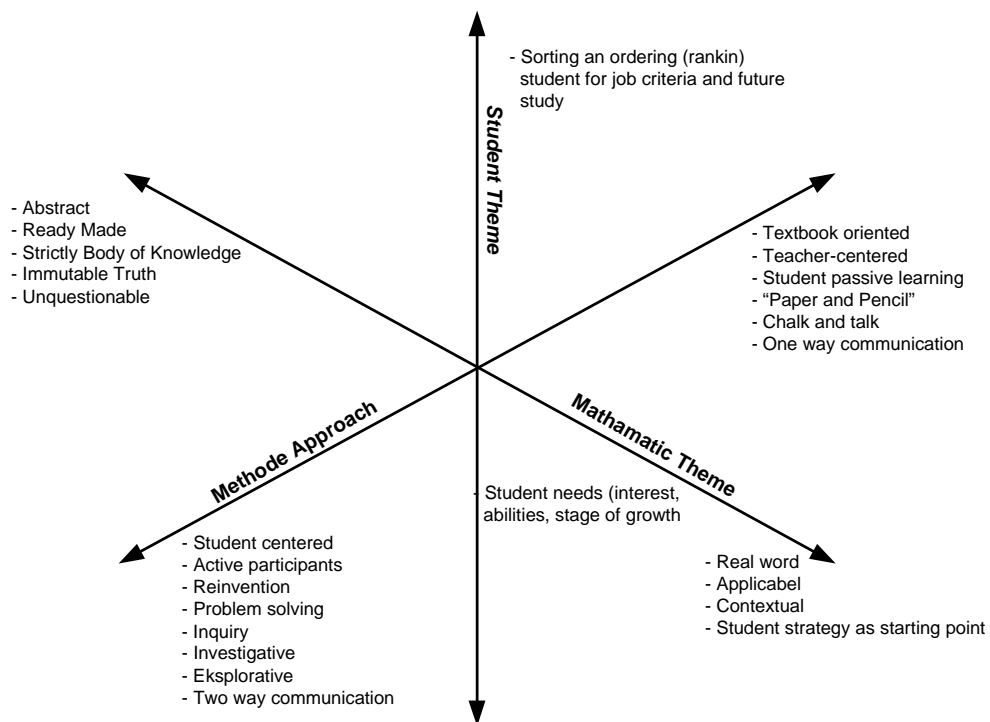 - Sorting an ordering (rankin)
student for job criteria and future
study
Student Theme
- Abstract
- Ready Made
- Strictly Body of Knowledge
- Immutable Truth
- Unquestionable
- Textbook oriented
- Teacher-centered
- Student passive learning
- “Paper and Pencil”
- Chalk and talk
- One way communication
Methode Approach
Mathamatic Theme
- Student needs (interest,
abilities, stage of growth
- Student centered
- Active participants
- Reinvention
- Problem solving
- Inquiry
- Investigative
- Eksplorative
- Two way communication
- Real word
- Applicabel
- Contextual
- Student strategy as starting point